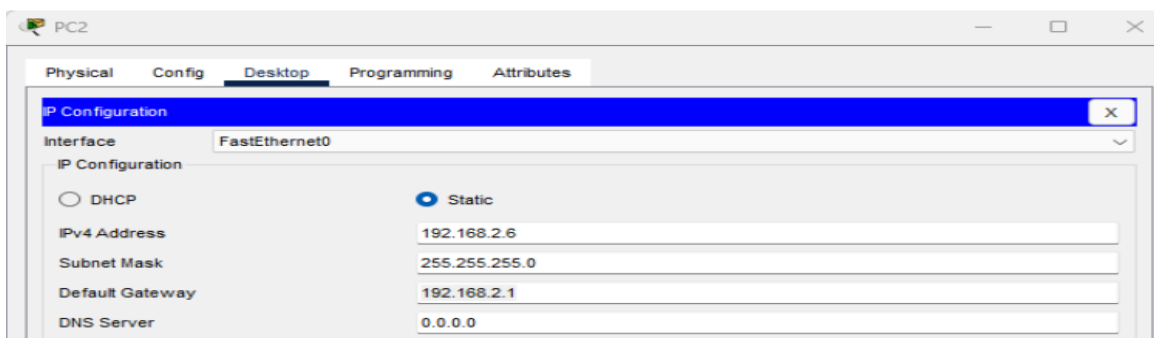 PC2
Physical Config Desktop Programming Attributes
IP Configuration
X
Interface FastEthernet0
IP Configuration
DHCP Static
IPv4 Address 192.168.2.6
Subnet Mask 255.255.255.0
Default Gateway 192.168.2.1
DNS Server 0.0.0.0